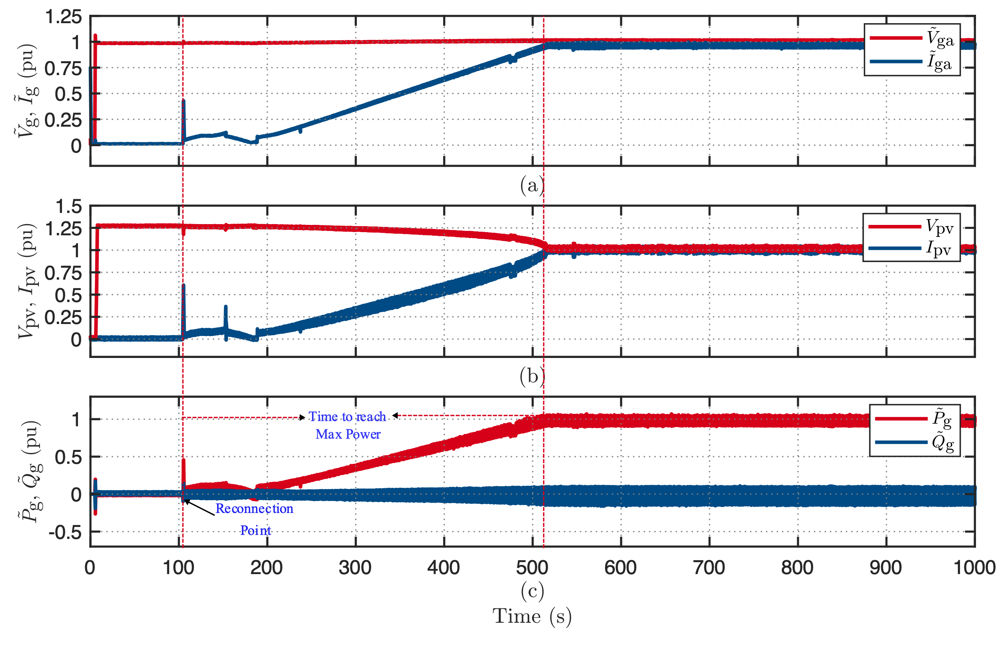 1.25
1
0.75
0.5
0.25
0
Ṽg, Ĩg (pu)
Ṽga
Ĩga
(a)
1.5
1.25
1
0.75
0.5
0.25
0
Vpv, Ipv (pu)
Vpv
Ipv
(b)
1
0.5
0
-0.5
P̃g, Q̃g (pu)
Time to reach
Max Power
Reconnection
Point
P̃g
Q̃g
0 100 200 300 400 500 600 700 800 900 1000
(c)
Time (s)